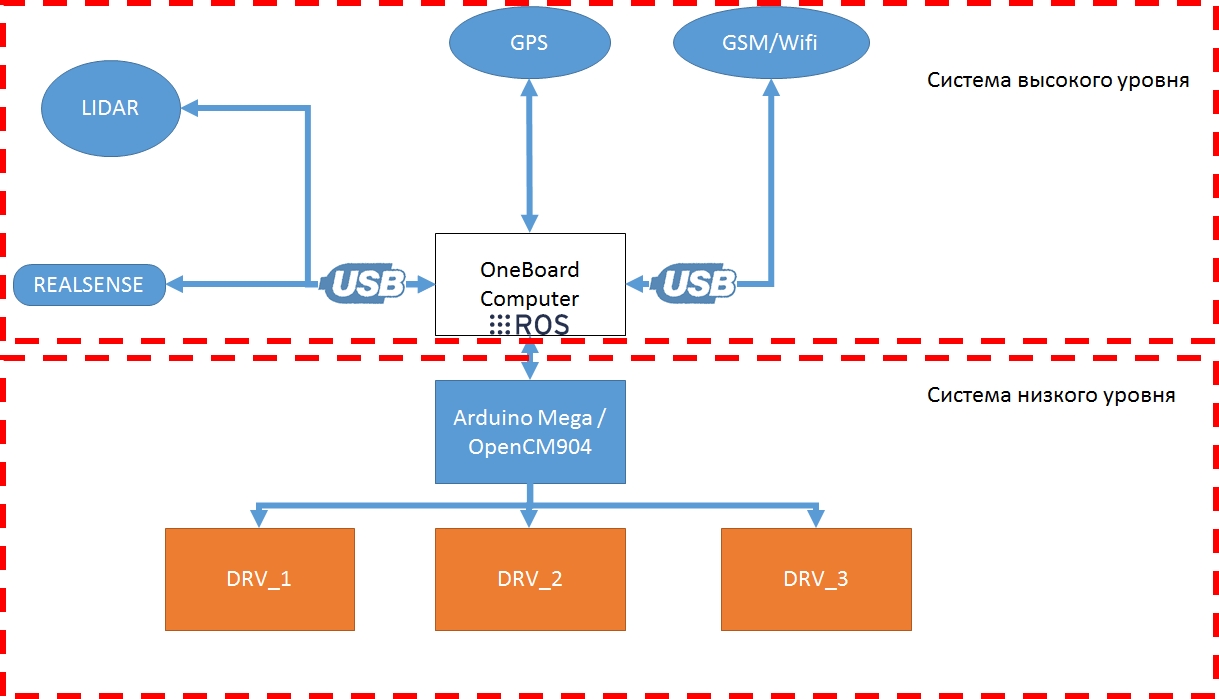 GPS
GSM/Wifi
Система высокого уровня
LIDAR
REALSENSE
USB
OneBoard
Computer
ROS
USB
Система низкого уровня
Arduino Mega /
OpenCM904
DRV_1
DRV_2
DRV_3